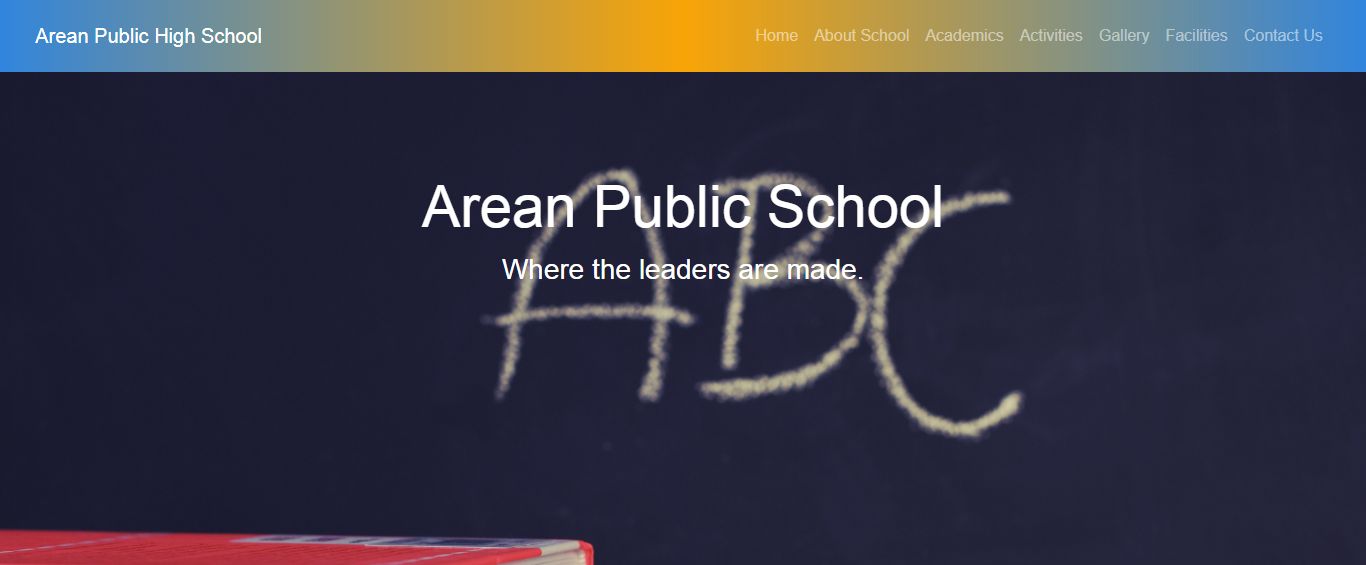 Arean Public High School
Home About School Academics Activities Gallery Facilities Contact Us
Arean Public School
Where the leaders are made.
ABC